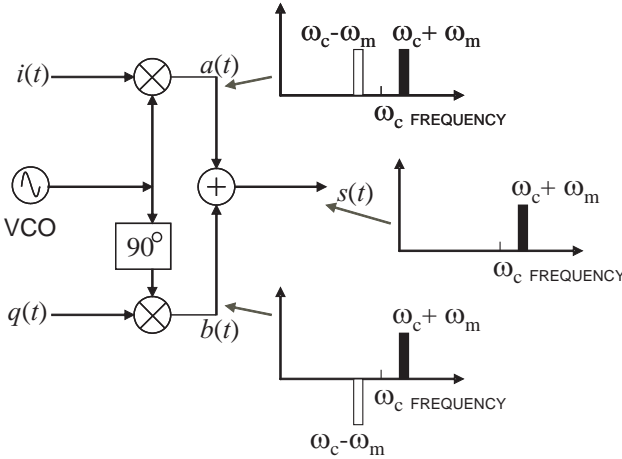 i(t)
a(t)
ωc-ωm
ωc+ ωm
ωc FREQUENCY
VCO
90°
+
s(t)
ωc+ ωm
ωc FREQUENCY
q(t)
b(t)
ωc+ ωm
ωc FREQUENCY
ωc-ωm